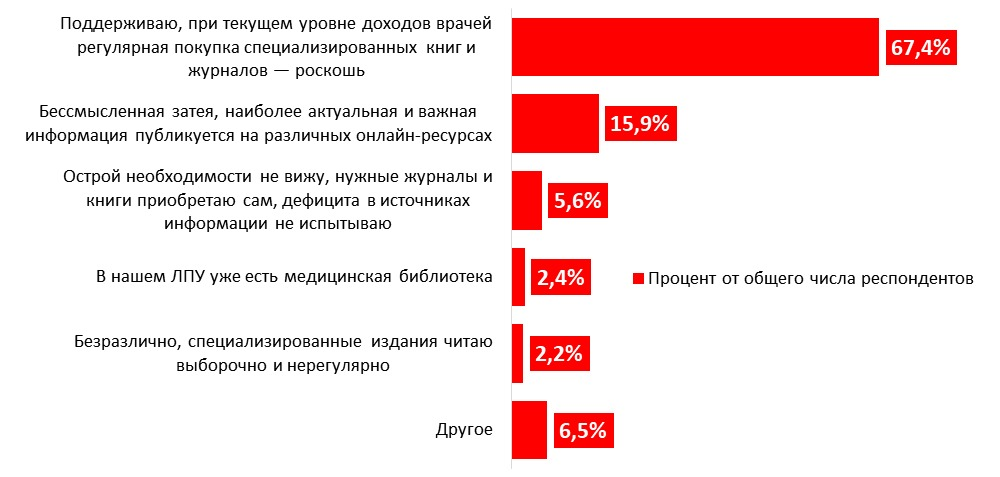 Поддерживаю, при текущем уровне доходов врачей
регулярная покупка специализированных книг и
журналов — роскошь
67,4%
Бессмысленная затея, наиболее актуальная и важная
информация публикуется на различных онлайн-ресурсах
15,9%
Острой необходимости не вижу, нужные журналы и
книги приобретаю сам, дефицита в источниках
информации не испытываю
5,6%
В нашем ЛПУ уже есть медицинская библиотека
2,4%
Процент от общего числа респондентов
Безразлично, специализированные издания читаю
выборочно и нерегулярно
2,2%
Другое
6,5%